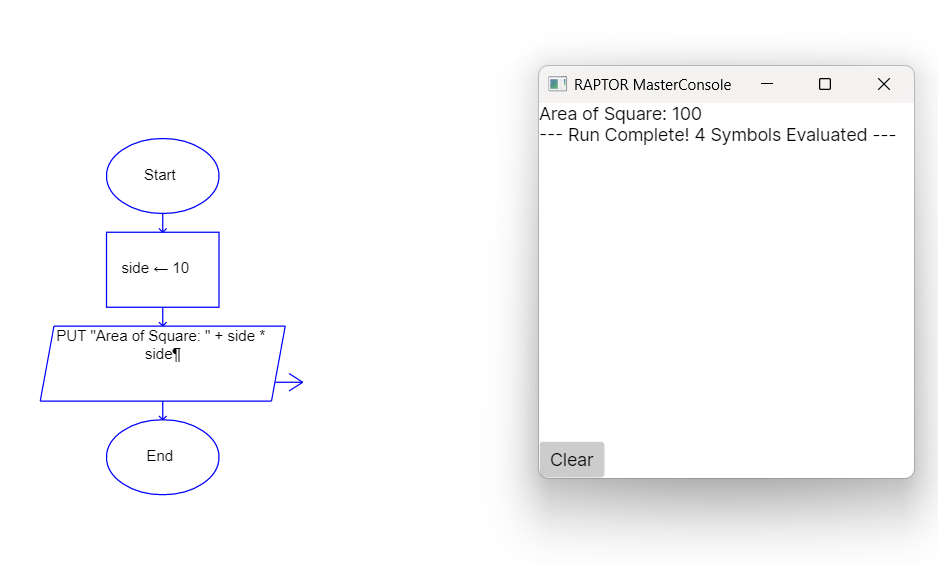 Start
side ← 10
PUT "Area of Square: " + side *
side¶
End
RAPTOR MasterConsole
Area of Square: 100
--- Run Complete! 4 Symbols Evaluated ---
Clear